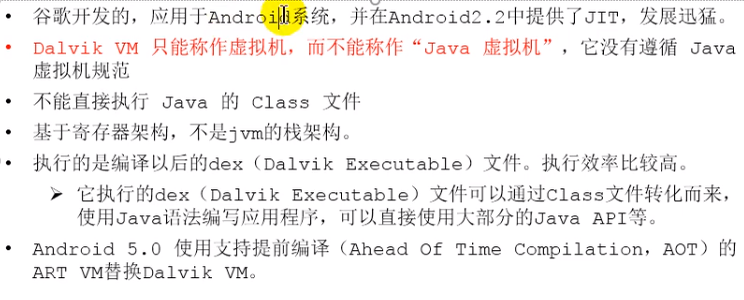 • 谷歌开发的，应用于Android系统，并在Android2.2中提供了JIT，发展迅猛。
• Dalvik VM 只能称作虚拟机，而不能称作“Java 虚拟机”，它没有遵循 Java
虚拟机规范
• 不能直接执行 Java 的 Class 文件
• 基于寄存器架构，不是jvm的栈架构。
• 执行的是编译以后的dex（Dalvik Executable）文件。执行效率比较高。
➢ 它执行的dex（Dalvik Executable）文件可以通过Class文件转化而来，
使用Java语法编写应用程序，可以直接使用大部分的Java API等。
• Android 5.0 使用支持提前编译（Ahead Of Time Compilation，AOT）的
ART VM替换Dalvik VM。